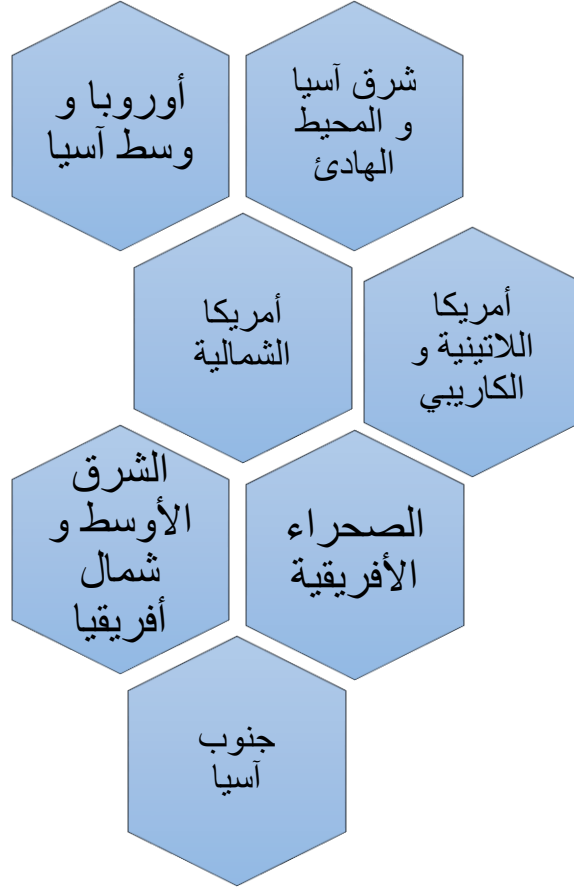 شرق آسيا
و المحيط
الهادئ
أوروبا و
وسط آسيا
أمريكا
اللاتينية و
الكاريبي
أمريكا
الشمالية
الصحراء
الأفريقية
الشرق
الأوسط و
شمال
أفريقيا
جنوب
آسيا